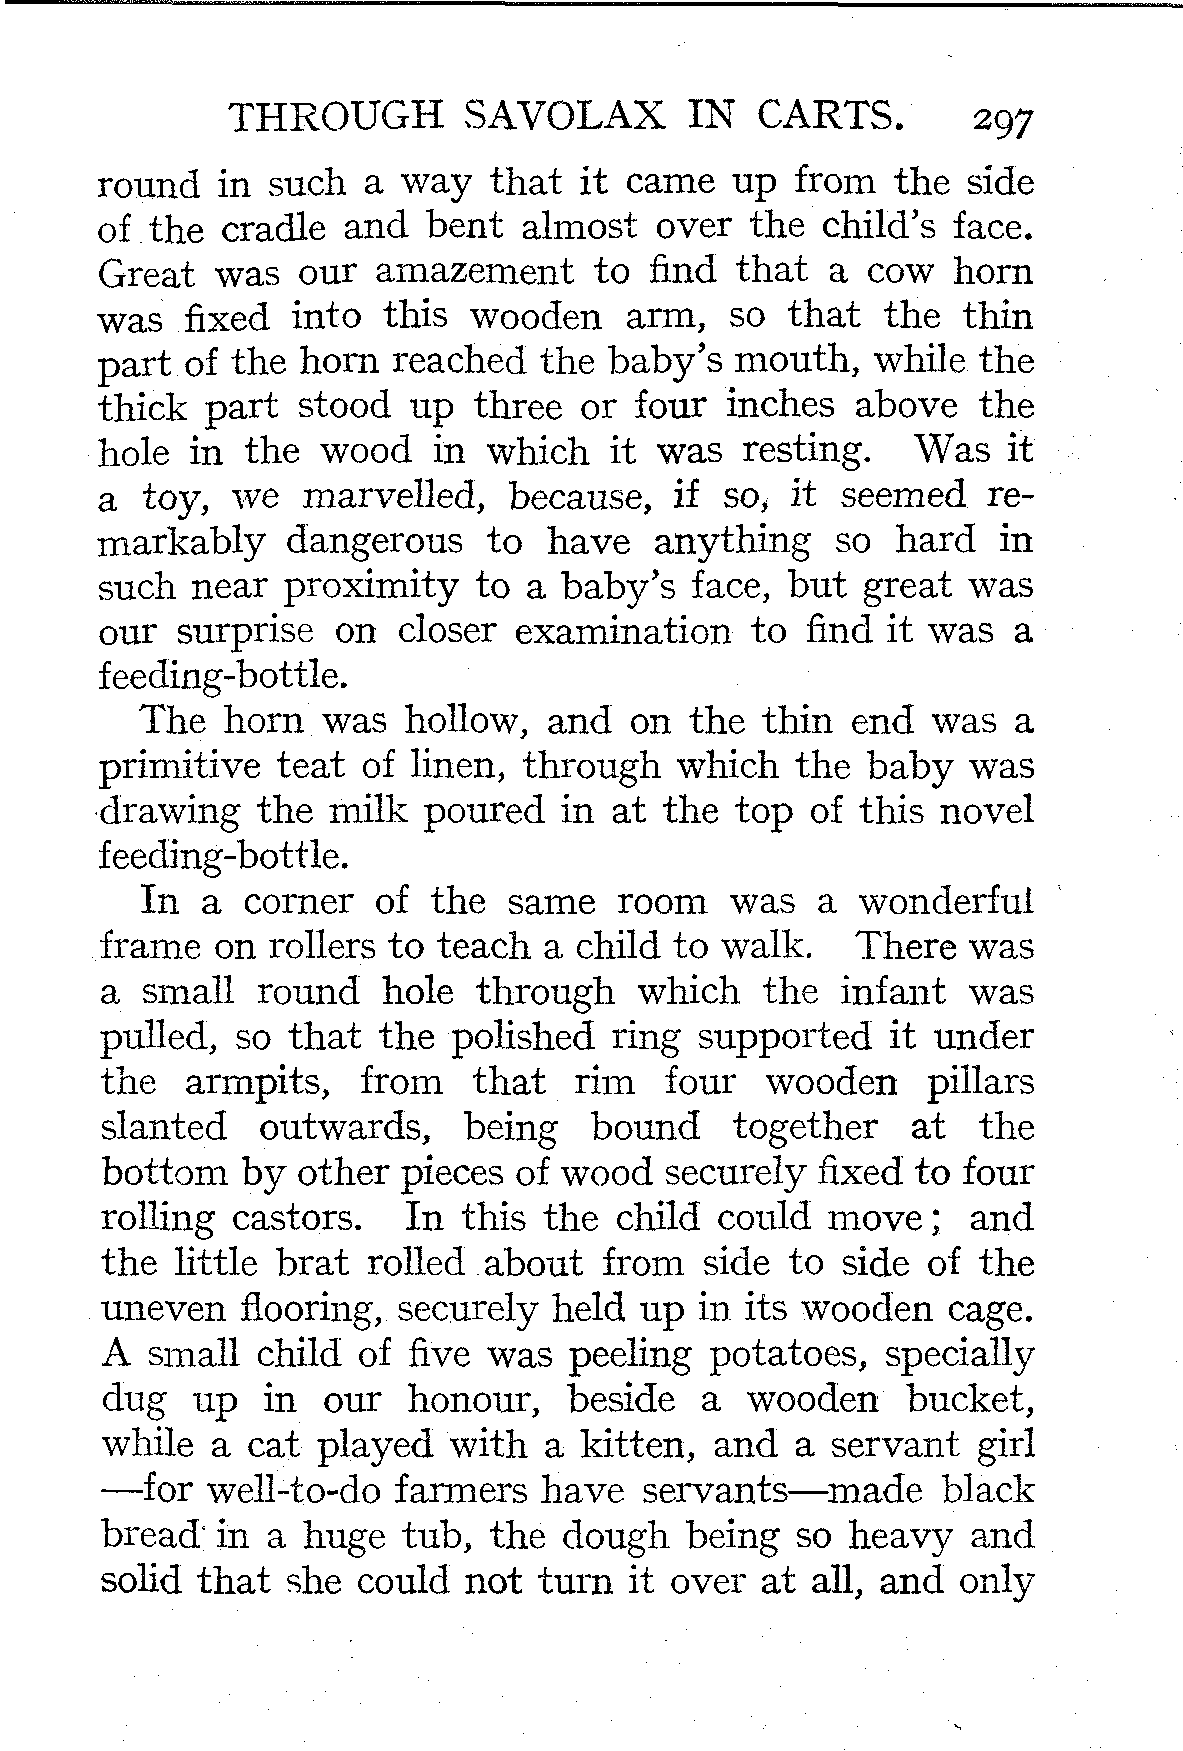 THROUGH SAVOLAX IN CARTS. 297
round in such a way that it came up from the side
of the cradle and bent almost over the child's face.
Great was our amazement to find that a cow horn
was fixed into this wooden arm, so that the thin
part of the horn reached the baby's mouth, while the
thick part stood up three or four inches above the
hole in the wood in which it was resting. Was it
a toy, we marvelled, because, if so, it seemed re-
markably dangerous to have anything so hard in
such near proximity to a baby's face, but great was
our surprise on closer examination to find it was a
feeding-bottle.
The horn was hollow, and on the thin end was a
primitive teat of linen, through which the baby was
drawing the milk poured in at the top of this novel
feeding-bottle.
In a corner of the same room was a wonderful
frame on rollers to teach a child to walk. There was
a small round hole through which the infant was
pulled, so that the polished ring supported it under
the armpits, from that rim four wooden pillars
slanted outwards, being bound together at the
bottom by other pieces of wood securely fixed to four
rolling castors. In this the child could move; and
the little brat rolled about from side to side of the
uneven flooring, securely held up in its wooden cage.
A small child of five was peeling potatoes, specially
dug up in our honour, beside a wooden bucket,
while a cat played with a kitten, and a servant girl
—for well-to-do farmers have servants—made black
bread in a huge tub, the dough being so heavy and
solid that she could not turn it over at all, and only